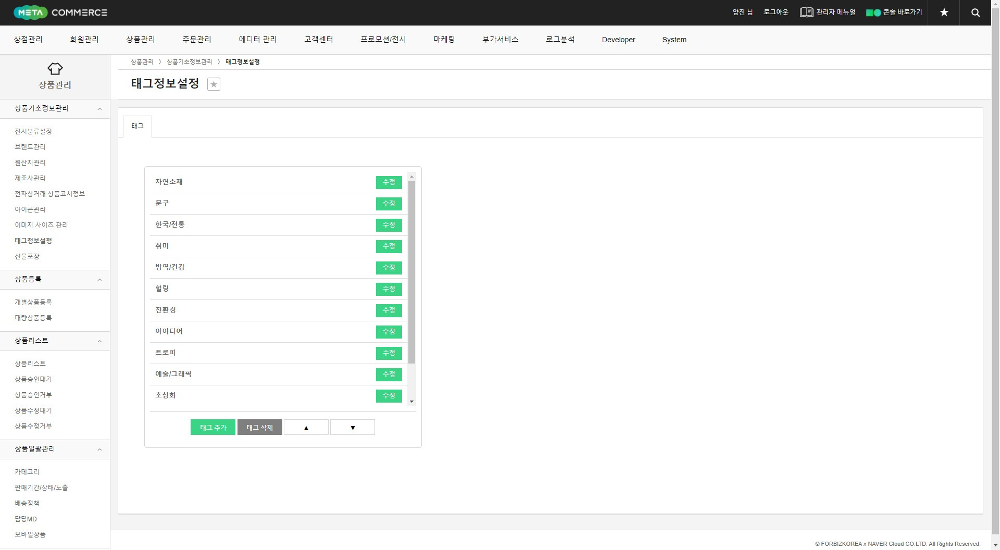 META COMMERCE
양진 님 로그아웃 관리자 메뉴얼 콘솔 바로가기
상점관리 회원관리 상품관리 주문관리 에디터 관리 고객센터 프로모션/전시 마케팅 부가서비스 로그분석 Developer System
상품관리
상품관리 > 상품기초정보관리 > 태그정보설정
태그정보설정
상품기초정보관리
전시분류설정
브랜드관리
원산지관리
제조사관리
전자상거래 상품고시정보
아이콘관리
이미지 사이즈 관리
태그정보설정
선물포장
상품등록
개별상품등록
대량상품등록
상품리스트
상품리스트
상품승인대기
상품승인거부
상품수정대기
상품수정거부
상품일괄관리
카테고리
판매기간/상태/노출
배송정책
담당MD
모바일상품
태그
자연소재 수정
문구 수정
한국/전통 수정
취미 수정
방역/건강 수정
힐링 수정
친환경 수정
아이디어 수정
트로피 수정
예술/그래픽 수정
초상화 수정
태그 추가 태그 삭제 ▲ ▼
© FORBIZKOREA x NAVER Cloud CO.LTD. All Rights Reserved.